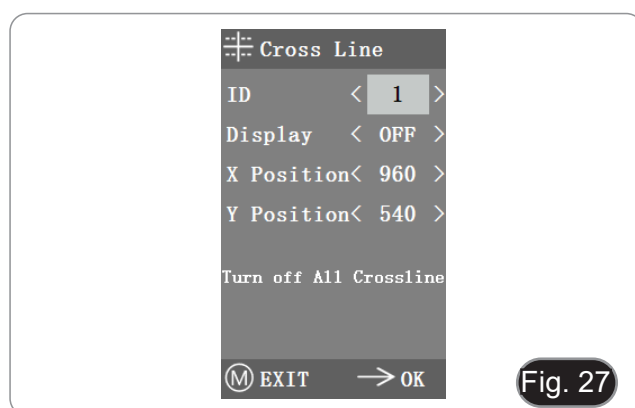 Cross Line
ID < 1 >
Display < OFF >
X Position< 960 >
Y Position< 540 >
Turn off All Crossline
M EXIT → OK
Fig. 27